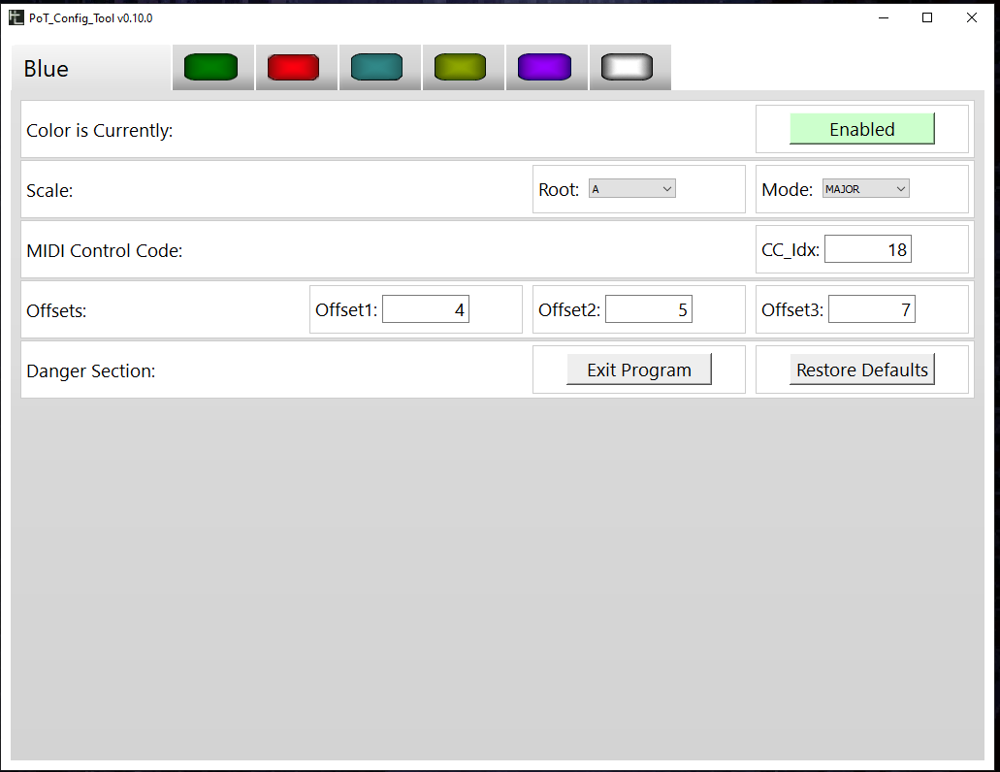 PoT_Config_Tool v0.10.0
Blue
Color is Currently: Enabled
Scale: Root: A Mode: MAJOR
MIDI Control Code: CC_Idx: 18
Offsets: Offset1: 4 Offset2: 5 Offset3: 7
Danger Section: Exit Program Restore Defaults